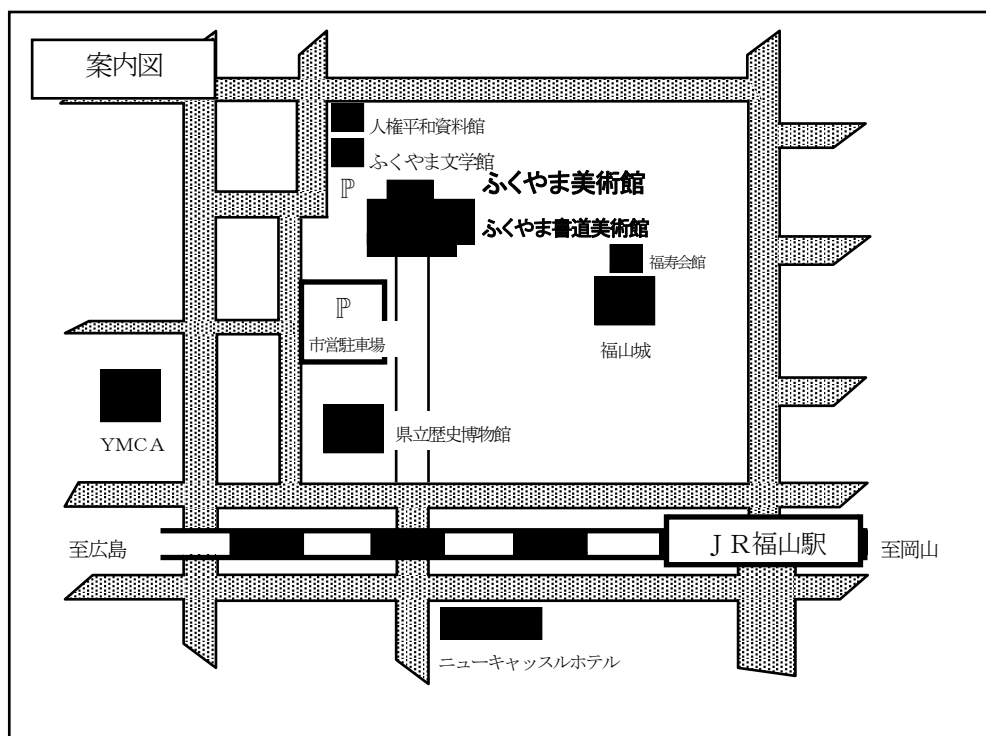 案内図
人権平和資料館
ふくやま文学館
P
ふくやま美術館
ふくやま書道美術館
福寿会館
P
市営駐車場
福山城
YMCA
県立歴史博物館
至広島
JR福山駅
至岡山
ニューキャッスルホテル